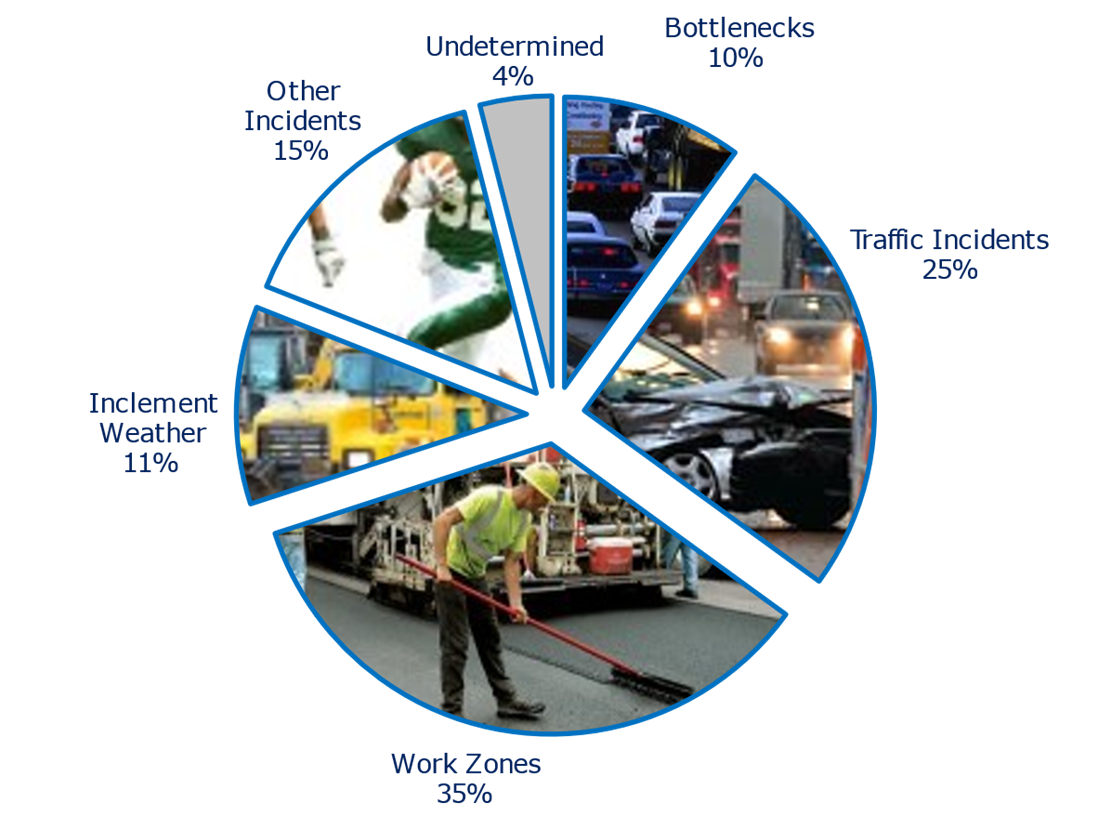 Bottlenecks
10%
Undetermined
4%
Other
Incidents
15%
Traffic Incidents
25%
Inclement
Weather
11%
Work Zones
35%